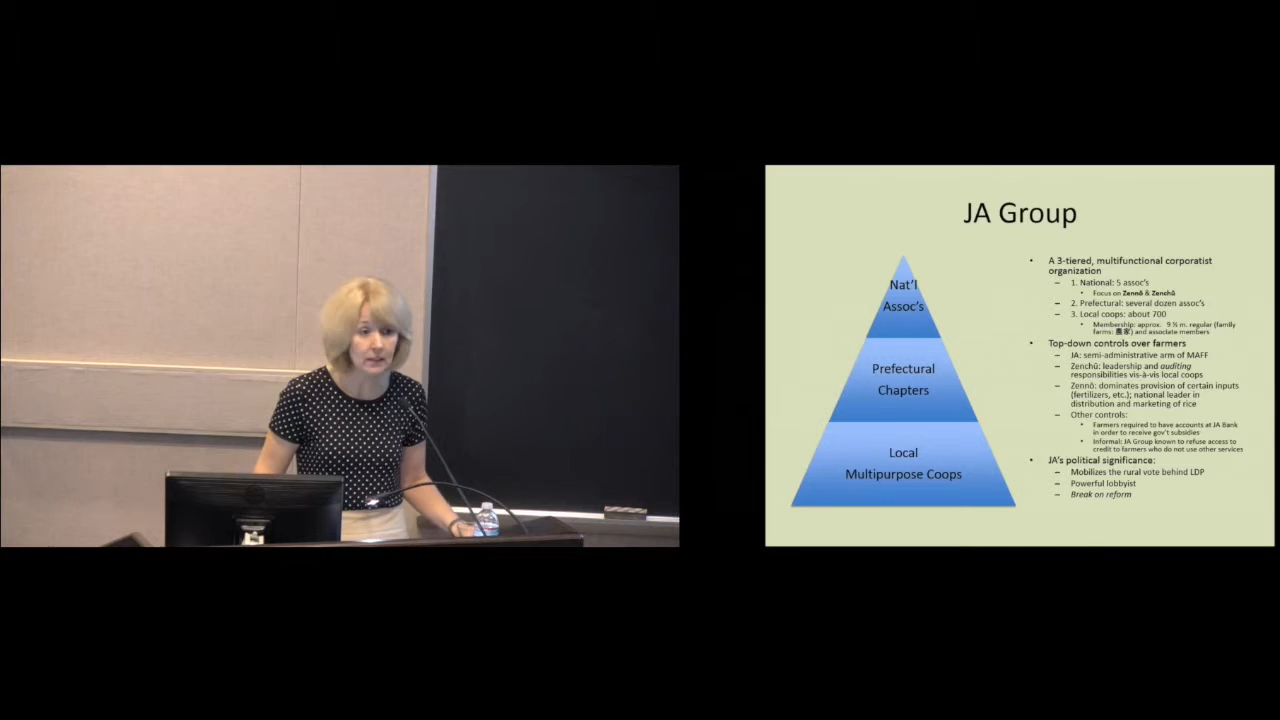 JA Group
Nat'l
Assoc's
Prefectural
Chapters
Local
Multipurpose Coops
• A 3-tiered, multifunctional corporatist
organization
– 1. National: 5 assoc's
• Focus on Zennō & Zenchū
– 2. Prefectural: several dozen assoc's
– 3. Local coops: about 700
• Membership: approx. 9 ½ m. regular (family
farms: 農家) and associate members
• Top-down controls over farmers
– JA: semi-administrative arm of MAFF
– Zenchū: leadership and auditing
responsibilities vis-à-vis local coops
– Zennō: dominates provision of certain inputs
(fertilizers, etc.); national leader in
distribution and marketing of rice
– Other controls:
• Farmers required to have accounts at JA Bank
in order to receive gov't subsidies
• Informal: JA Group known to refuse access to
credit to farmers who do not use other services
• JA's political significance:
– Mobilizes the rural vote behind LDP
– Powerful lobbyist
– Break on reform